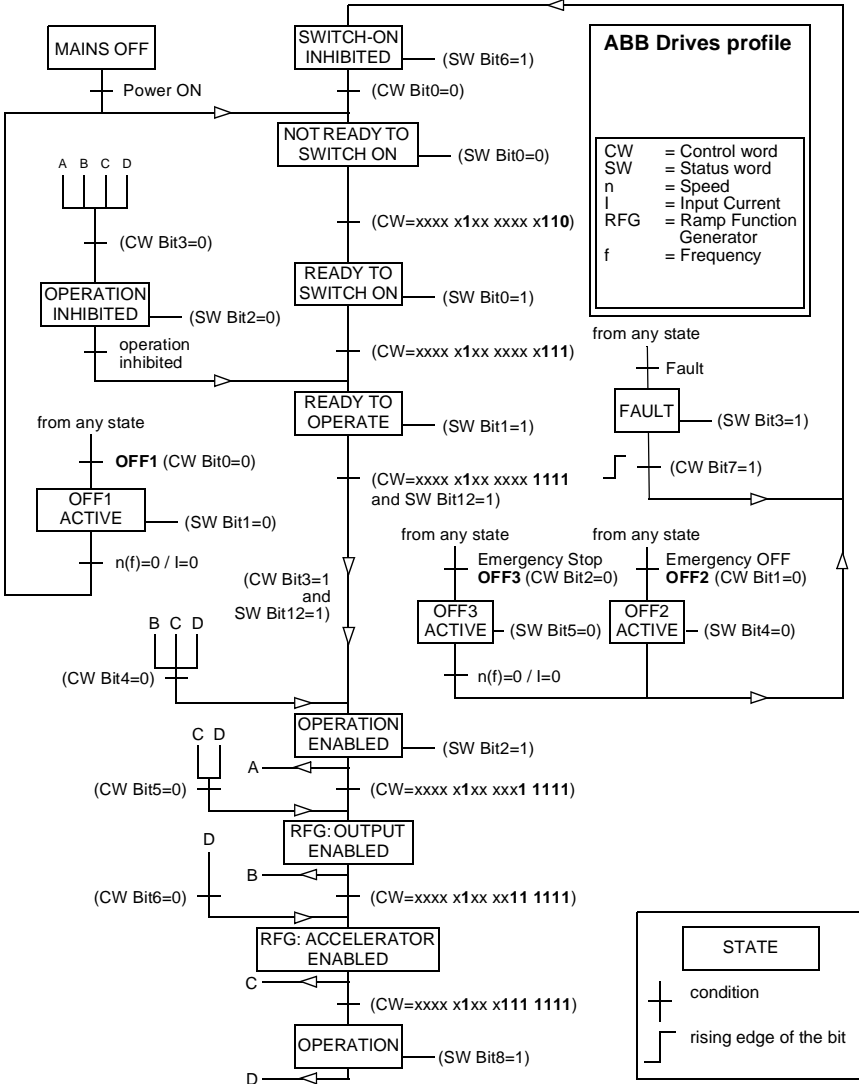 MAINS OFF
Power ON
SWITCH-ON
INHIBITED
(SW Bit6=1)
(CW Bit0=0)
NOT READY TO
SWITCH ON
(SW Bit0=0)
A B C D
(CW Bit3=0)
(CW=xxxx x1xx xxxx x110)
OPERATION
INHIBITED
(SW Bit2=0)
operation
inhibited
READY TO
SWITCH ON
(SW Bit0=1)
(CW=xxxx x1xx xxxx x111)
ABB Drives profile
CW = Control word
SW = Status word
n = Speed
I = Input Current
RFG = Ramp Function
Generator
f = Frequency
from any state
Fault
FAULT
(SW Bit3=1)
(CW Bit7=1)
READY TO
OPERATE
(SW Bit1=1)
from any state
OFF1 (CW Bit0=0)
OFF1
ACTIVE
(SW Bit1=0)
n(f)=0 / I=0
(CW=xxxx x1xx xxxx 1111
and SW Bit12=1)
(CW Bit3=1
and
SW Bit12=1)
from any state
Emergency Stop
OFF3 (CW Bit2=0)
OFF3
ACTIVE
(SW Bit5=0)
n(f)=0 / I=0
from any state
Emergency OFF
OFF2 (CW Bit1=0)
OFF2
ACTIVE
(SW Bit4=0)
B C D
(CW Bit4=0)
OPERATION
ENABLED
(SW Bit2=1)
A
C D
(CW Bit5=0)
(CW=xxxx x1xx xxx1 1111)
RFG: OUTPUT
ENABLED
B
D
(CW Bit6=0)
(CW=xxxx x1xx xx11 1111)
RFG: ACCELERATOR
ENABLED
C
(CW=xxxx x1xx x111 1111)
OPERATION
(SW Bit8=1)
D
STATE
condition
rising edge of the bit